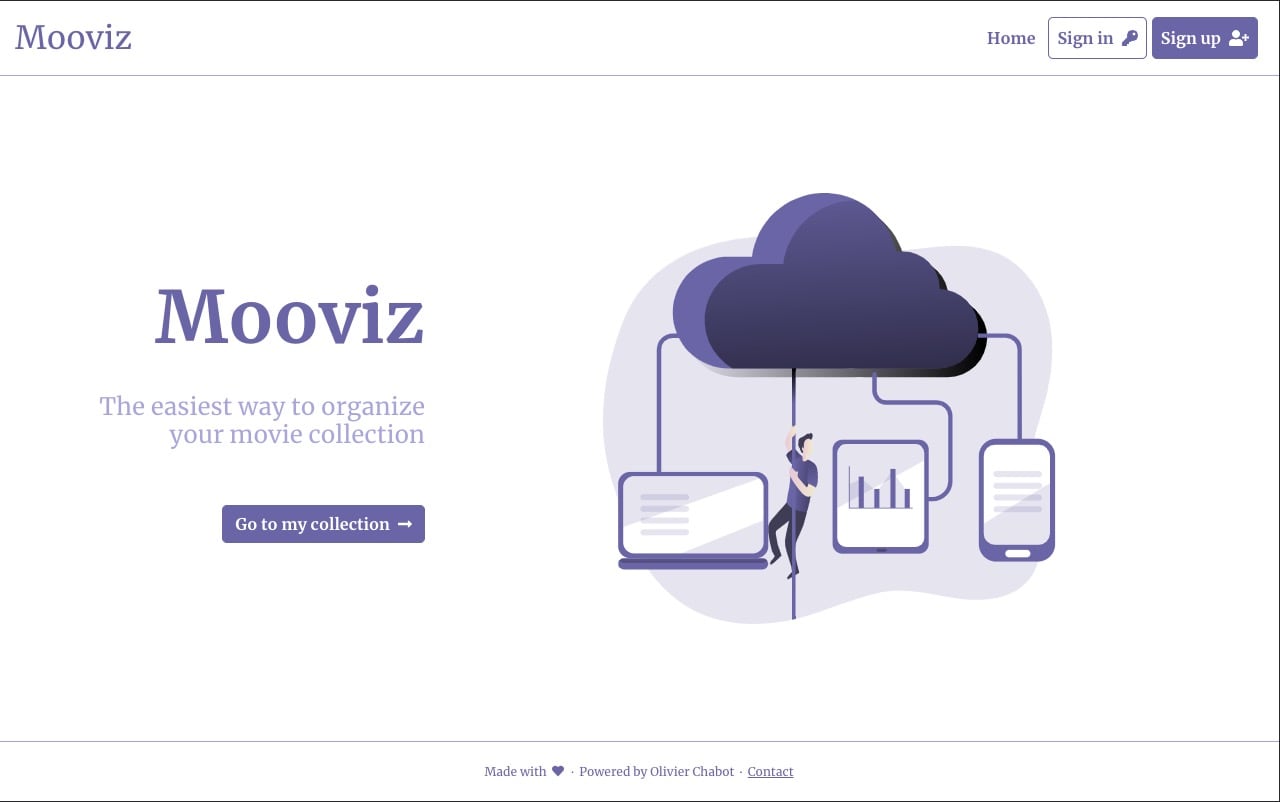 Mooviz
Home
Sign in
Sign up
Mooviz
The easiest way to organize
your movie collection
Go to my collection →
Made with ♥ · Powered by Olivier Chabot · Contact